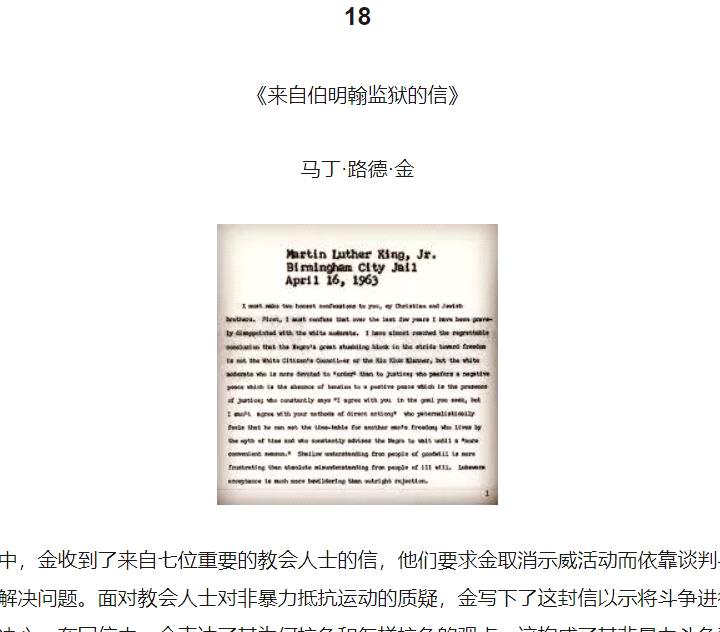 18
《来自伯明翰监狱的信》
马丁·路德·金
Martin Luther King, Jr.
Birmingham City Jail
April 16, 1963
I must make two honest confessions to you, my Christian and Jewish
brothers. First, I must confess that over the last few years I have been grave-
ly disappointed with the white moderate. I have almost reached the regrettable
conclusion that the Negro's great stumbling block in the stride toward freedom
is not the White Citizen's Council-er or the Ku Klux Klanner, but the white
moderate who is more devoted to "order" than to justice; who prefers a negative
peace which is the absence of tension to a positive peace which is the presence
of justice; who constantly says "I agree with you in the goal you seek, but
I can't agree with your methods of direct action;" who paternalistically
feels that he can set the time-table for another man's freedom; who lives by
the myth of time and who constantly advises the Negro to wait until a "more
convenient season." Shallow understanding from people of goodwill is more
frustrating than absolute misunderstanding from people of ill will. Lukewarm
acceptance is much more bewildering than outright rejection.
1
中，金收到了来自七位重要的教会人士的信，他们要求金取消示威活动而依靠谈判
解决问题。面对教会人士对非暴力抵抗运动的质疑，金写下了这封信以示将斗争进